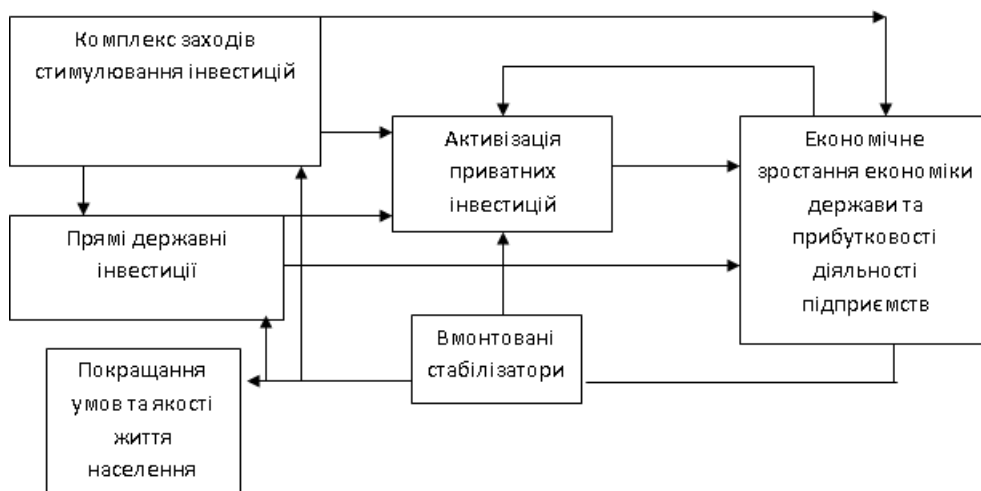 Комплекс заходів
стимулювання інвестицій
Активізація
приватних
інвестицій
Економічне
зростання економіки
держави та
прибутковості
діяльності
підприємств
Прямі державні
інвестиції
Вмонтовані
стабілізатори
Покращання
умов та якості
життя
населення